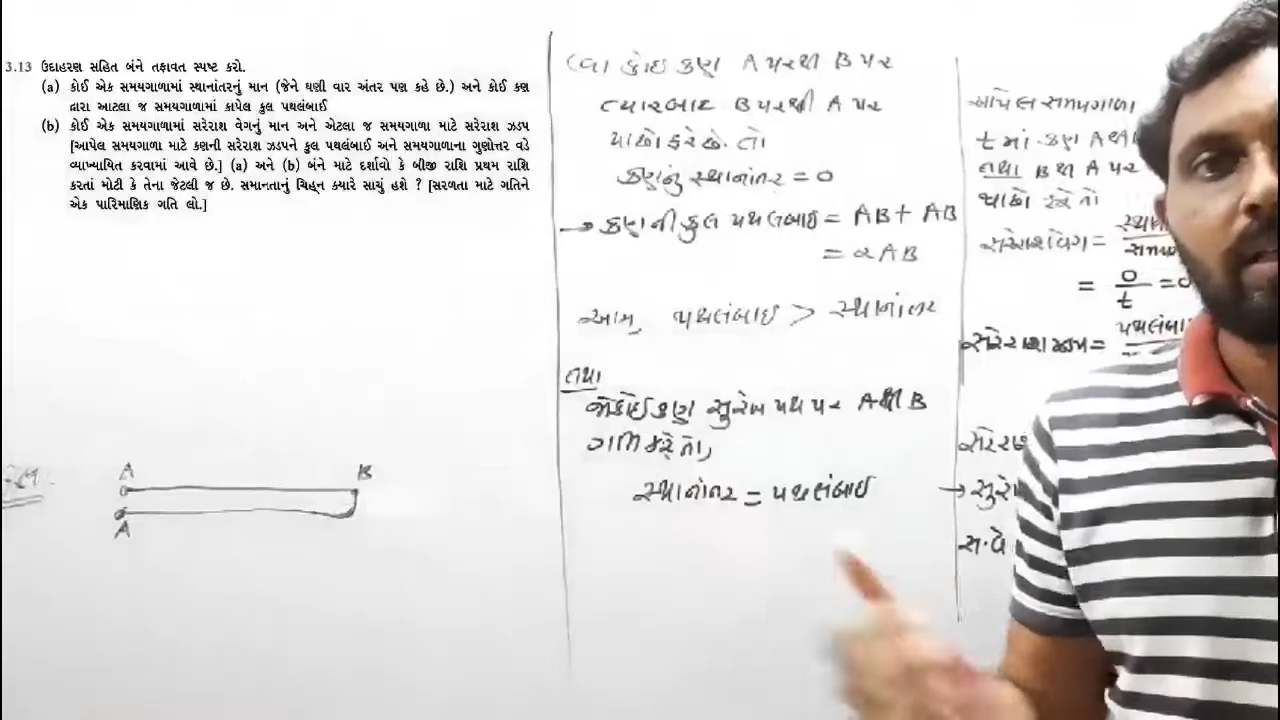 3.13 ઉદાહરણ સહિત બંને તફાવત સ્પષ્ટ કરો.
(a) કોઈ એક સમયગાળામાં સ્થાનાંતરનું માન (જેને ઘણી વાર અંતર પણ કહે છે.) અને કોઈ કણ
દ્વારા આટલા જ સમયગાળામાં કાપેલ કુલ પથલંબાઈ
(b) કોઈ એક સમયગાળામાં સરેરાશ વેગનું માન અને એટલા જ સમયગાળા માટે સરેરાશ ઝડપ
[આપેલ સમયગાળા માટે કણની સરેરાશ ઝડપને કુલ પથલંબાઈ અને સમયગાળાના ગુણોત્તર વડે
વ્યાખ્યાયિત કરવામાં આવે છે.] (a) અને (b) બંને માટે દર્શાવો કે બીજી રાશિ પ્રથમ રાશિ
કરતાં મોટી કે તેના જેટલી જ છે. સમાનતાનું ચિહ્ન ક્યારે સાચું હશે ? [સરળતા માટે ગતિને
એક પારિમાણિક ગતિ લો.]
A B
A
(a) કોઇ કણ A પરથી B પર
ત્યારબાદ B પરથી A પર
પાછો ફરે છે. તો
કણનું સ્થાનાંતર = 0
→ કણની કુલ પથલંબાઇ = AB + AB
= 2AB
આમ, પથલંબાઇ > સ્થાનાંતર
તથા
જો કોઇ કણ સુરેખ પથ પર A થી B
ગતિ કરે તો,
સ્થાનાંતર = પથલંબાઇ
આપેલ સમયગાળા
t માં કણ A થી
તથા B થી A પર
પાછો ફરે તો
સરેરાશ વેગ =
= 0/t = 0
સરેરાશ ઝડપ =
→